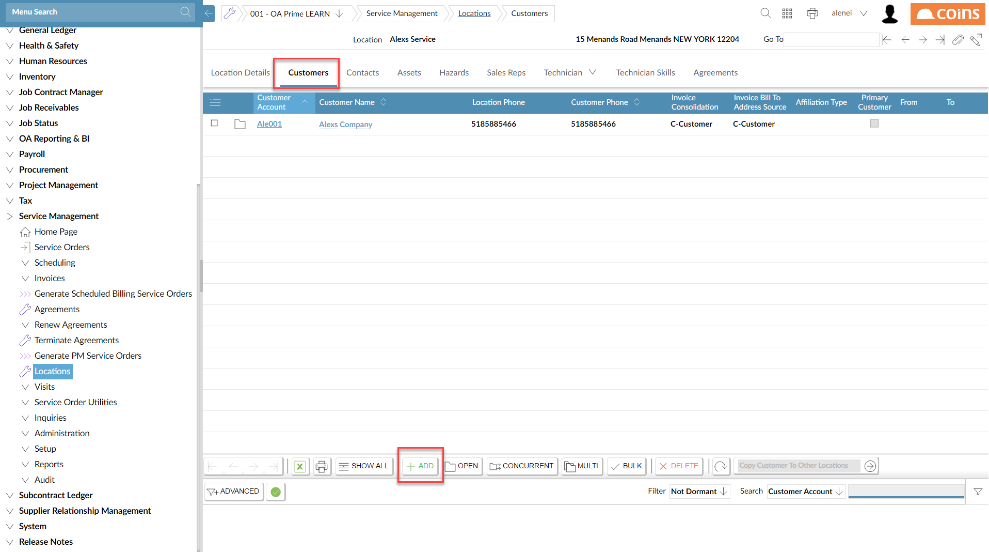 Menu Search
001 - OA Prime LEARN
Service Management
Locations
Customers
alenei
COINS
Location Alexs Service
15 Menands Road Menands NEW YORK 12204
Go To
Location Details
Customers
Contacts
Assets
Hazards
Sales Reps
Technician
Technician Skills
Agreements
Customer Account
Customer Name
Location Phone
Customer Phone
Invoice Consolidation
Invoice Bill To Address Source
Affiliation Type
Primary Customer
From
To
Ale001
Alexs Company
5185885466
5185885466
C-Customer
C-Customer
General Ledger
Health & Safety
Human Resources
Inventory
Job Contract Manager
Job Receivables
Job Status
OA Reporting & BI
Payroll
Procurement
Project Management
Tax
Service Management
Home Page
Service Orders
Scheduling
Invoices
Generate Scheduled Billing Service Orders
Agreements
Renew Agreements
Terminate Agreements
Generate PM Service Orders
Locations
Visits
Service Order Utilities
Inquiries
Administration
Setup
Reports
Audit
Subcontract Ledger
Supplier Relationship Management
System
Release Notes
SHOW ALL
ADD
OPEN
CONCURRENT
MULTI
BULK
DELETE
Copy Customer To Other Locations
ADVANCED
Filter Not Dormant
Search Customer Account